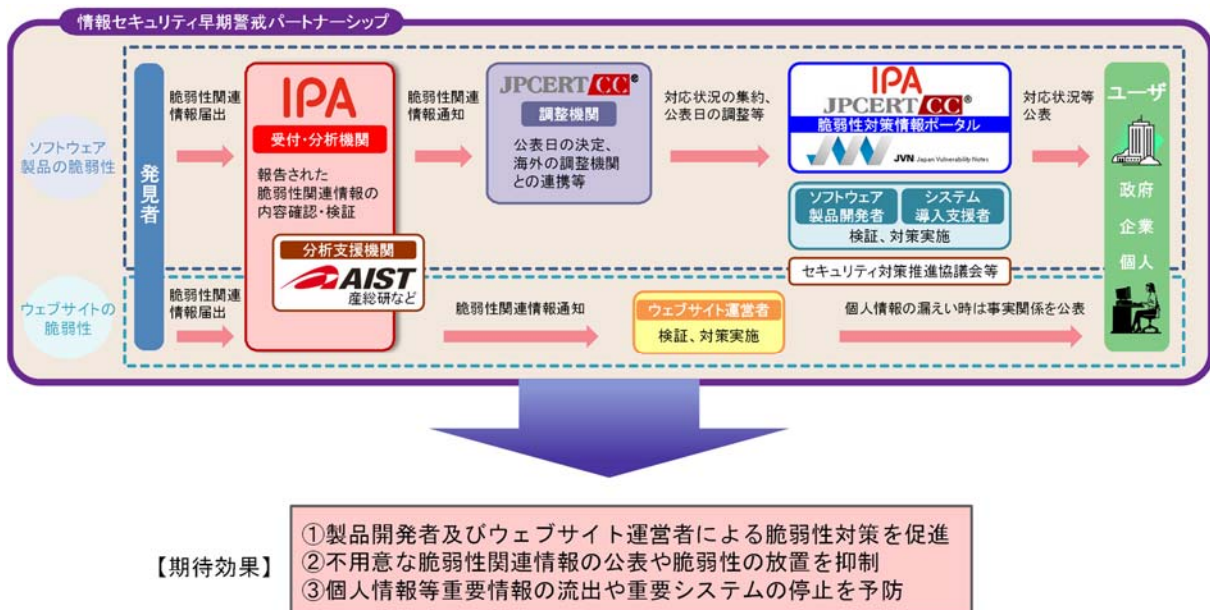 情報セキュリティ早期警戒パートナーシップ
ソフトウェア
製品の脆弱性
発見者
脆弱性関連
情報届出
IPA
受付・分析機関
報告された
脆弱性関連情報の
内容確認・検証
分析支援機関
AIST
産総研など
脆弱性関連
情報通知
JPCERT CC®
調整機関
公表日の決定、
海外の調整機関
との連携等
対応状況の集約、
公表日の調整等
IPA
JPCERT CC®
脆弱性対策情報ポータル
JVN Japan Vulnerability Notes
ソフトウェア
製品開発者
システム
導入支援者
検証、対策実施
セキュリティ対策推進協議会等
対応状況等
公表
ユーザ
政府
企業
個人
ウェブサイトの
脆弱性
脆弱性関連
情報届出
脆弱性関連情報通知
ウェブサイト運営者
検証、対策実施
個人情報の漏えい時は事実関係を公表
【期待効果】
①製品開発者及びウェブサイト運営者による脆弱性対策を促進
②不用意な脆弱性関連情報の公表や脆弱性の放置を抑制
③個人情報等重要情報の流出や重要システムの停止を予防